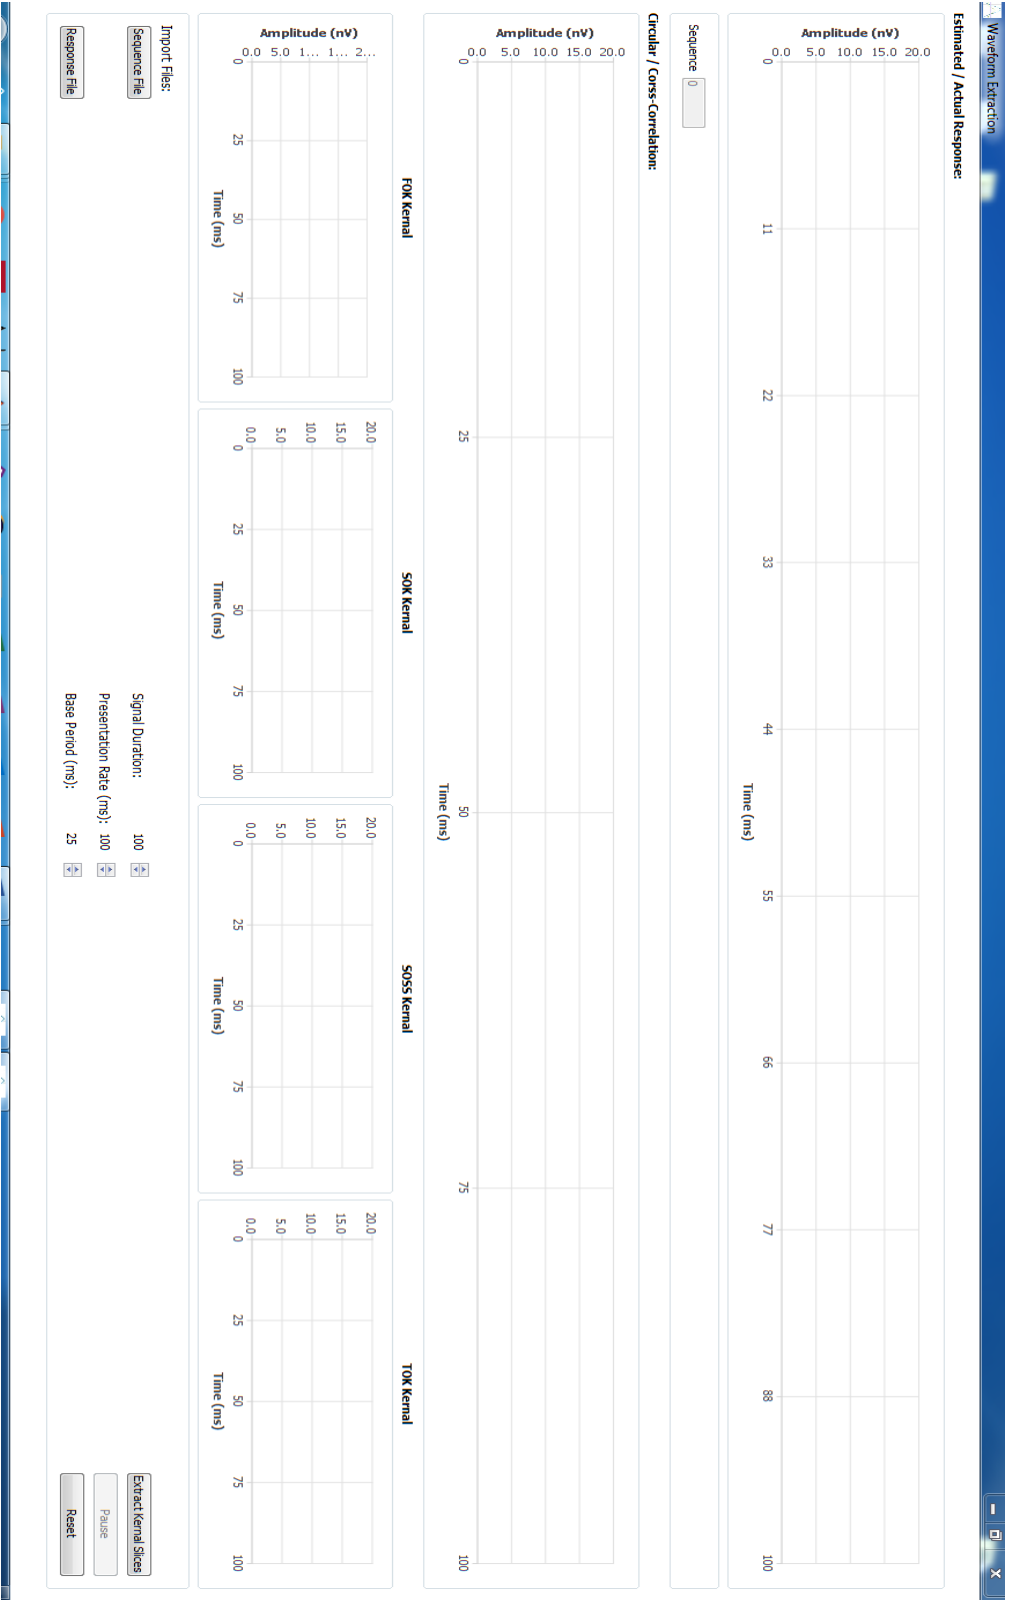 Waveform Extraction
Estimated / Actual Response:
Amplitude (nV)
20.0
15.0
10.0
5.0
0.0
0 11 22 33 44 55 66 77 88 100
Time (ms)
Sequence 0
Circular / Corss-Correlation:
Amplitude (nV)
20.0
15.0
10.0
5.0
0.0
0 25 50 75 100
Time (ms)
FOK Kernal
Amplitude (nV)
2...
1...
1...
5.0
0.0
0 25 50 75 100
Time (ms)
SOK Kernal
20.0
15.0
10.0
5.0
0.0
0 25 50 75 100
Time (ms)
SOSS Kernal
20.0
15.0
10.0
5.0
0.0
0 25 50 75 100
Time (ms)
TOK Kernal
20.0
15.0
10.0
5.0
0.0
0 25 50 75 100
Time (ms)
Import Files:
Sequence File
Response File
Signal Duration: 100
Presentation Rate (ms): 100
Base Period (ms): 25
Extract Kernal Slices
Pause
Reset